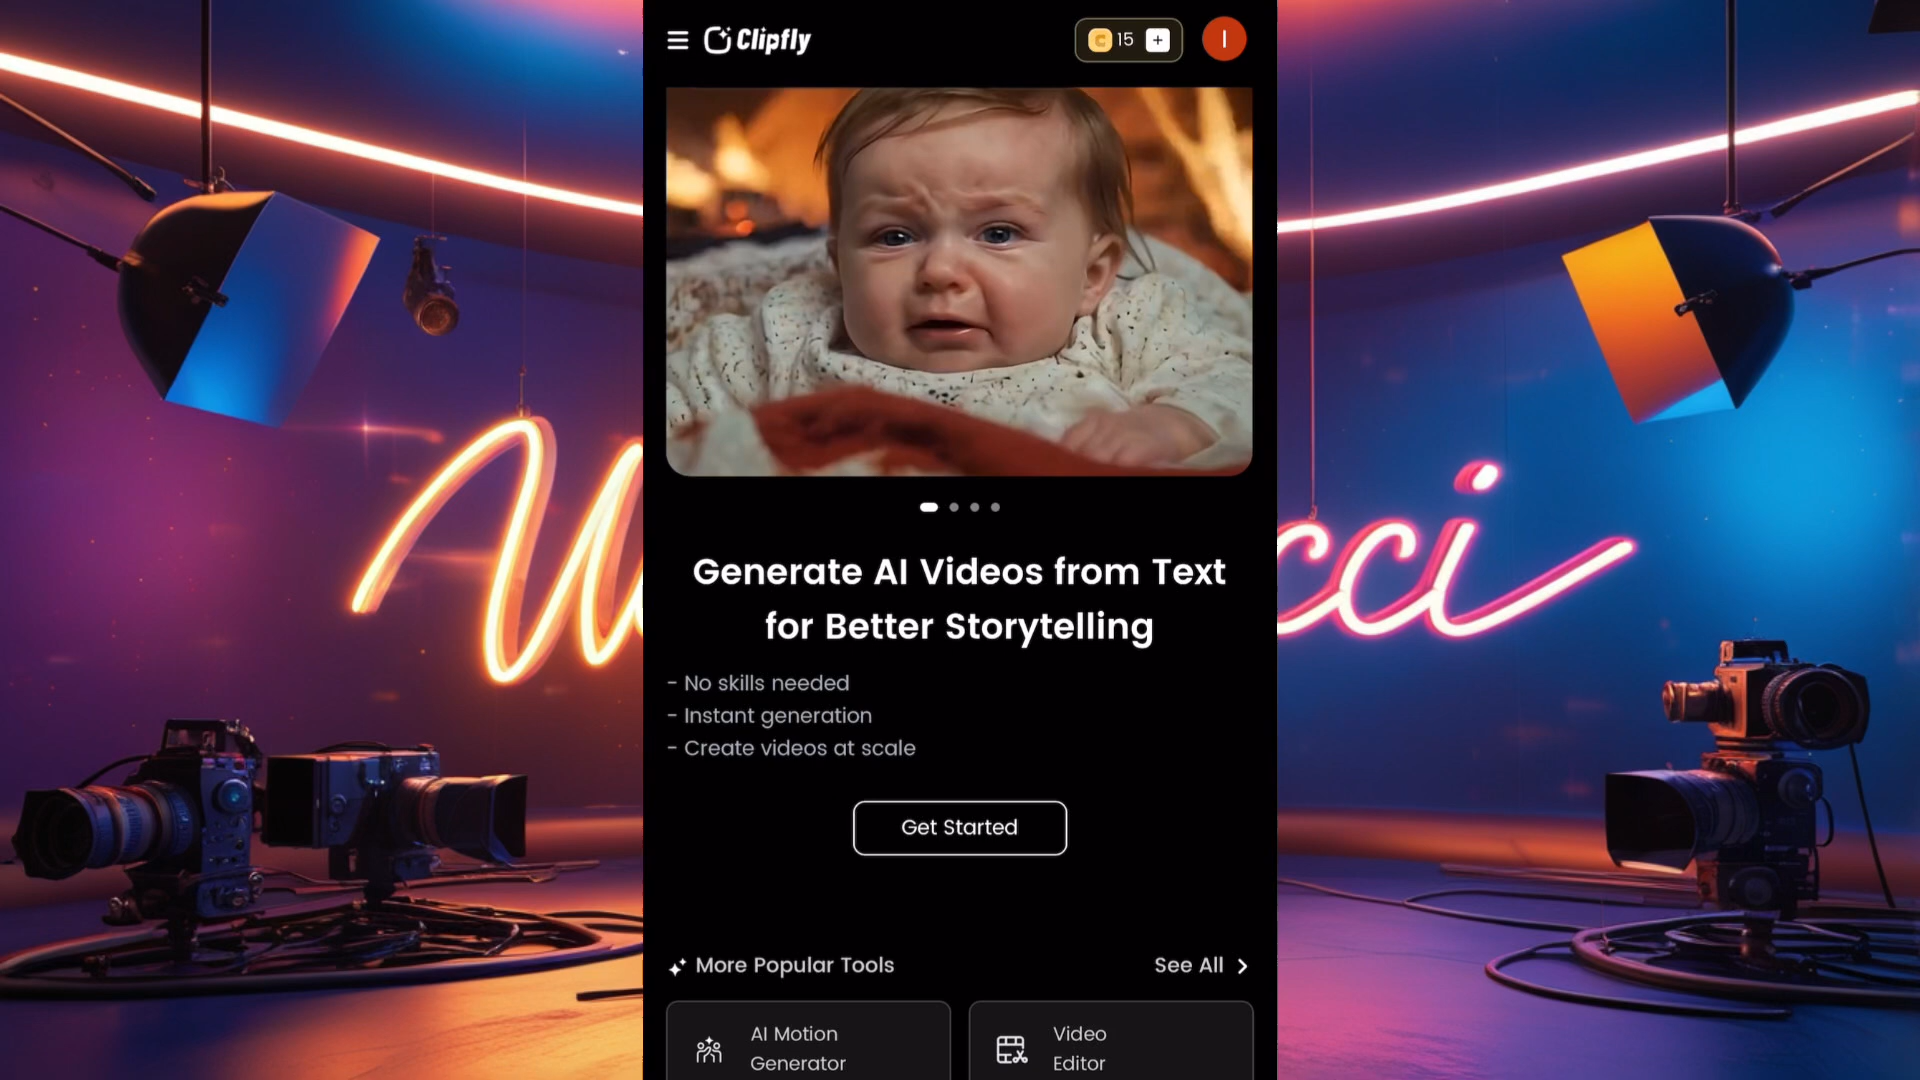 Clipfly
15
I
Generate AI Videos from Text
for Better Storytelling
- No skills needed
- Instant generation
- Create videos at scale
Get Started
More Popular Tools
See All
AI Motion
Generator
Video
Editor
cci